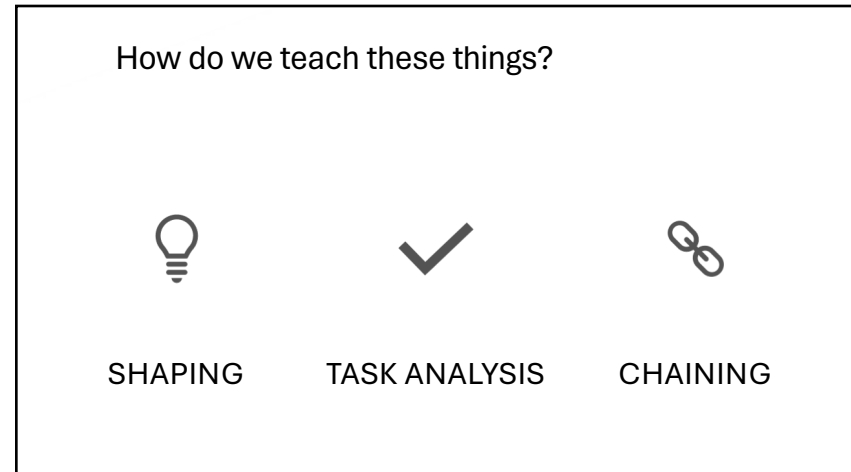 How do we teach these things?
SHAPING
TASK ANALYSIS
CHAINING